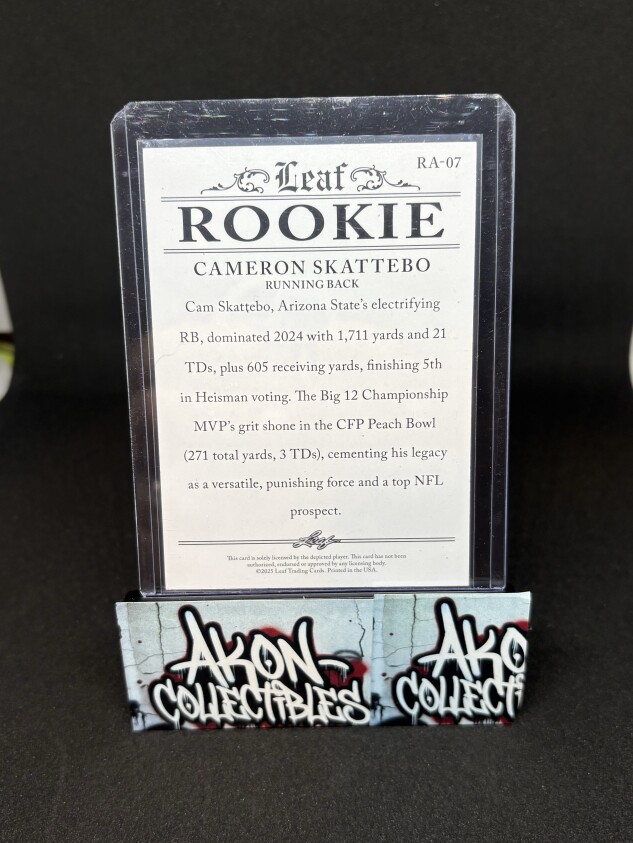 RA-07
Leaf
ROOKIE
CAMERON SKATTEBO
RUNNING BACK
Cam Skattebo, Arizona State's electrifying
RB, dominated 2024 with 1,711 yards and 21
TDs, plus 605 receiving yards, finishing 5th
in Heisman voting. The Big 12 Championship
MVP's grit shone in the CFP Peach Bowl
(271 total yards, 3 TDs), cementing his legacy
as a versatile, punishing force and a top NFL
prospect.
Leaf
This card is solely licensed by the depicted player. This card has not been
authorized, endorsed or approved by any licensing body.
©2025 Leaf Trading Cards. Printed in the USA.
AKON
COLLECTIBLES
AKO
COLLECTI